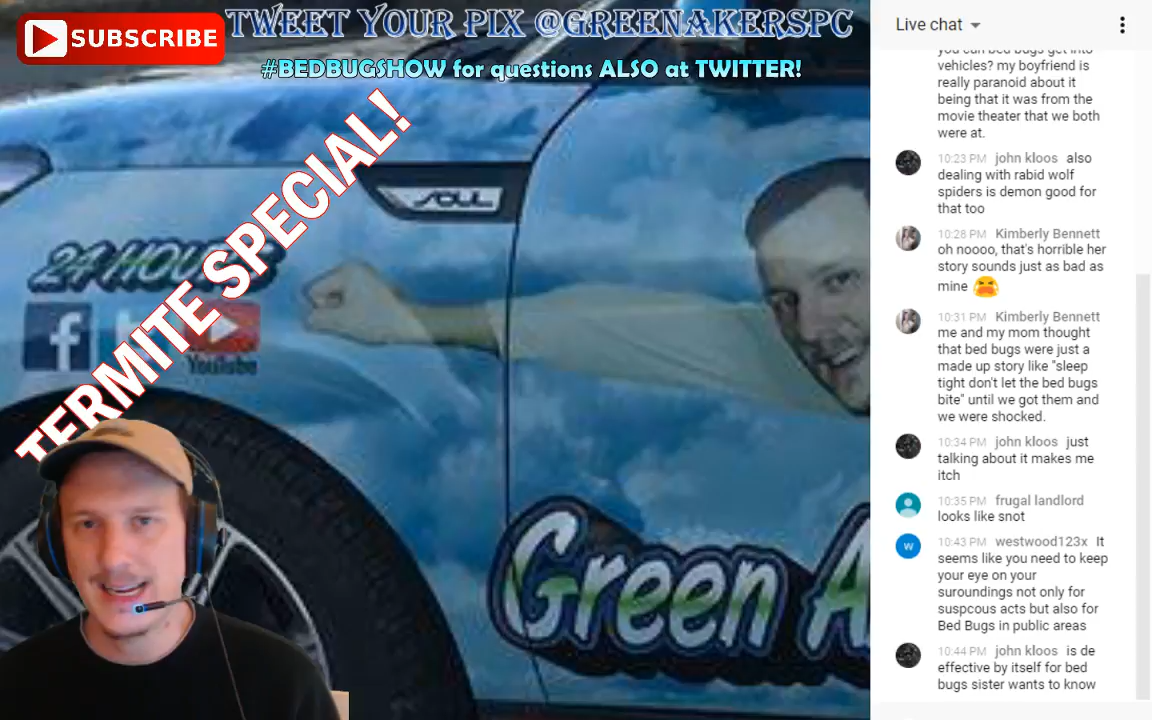 SUBSCRIBE
TWEET YOUR PIX @GREENAKERSPC
#BEDBUGSHOW for questions ALSO at TWITTER!
TERMITE SPECIAL!
SOUL
24 HOURS
f
Youtube
Green A
Live chat
vehicles? my boyfriend is
really paranoid about it
being that it was from the
movie theater that we both
were at.
10:23 PM john kloos also
dealing with rabid wolf
spiders is demon good for
that too
10:28 PM Kimberly Bennett
oh noooo, that's horrible her
story sounds just as bad as
mine
10:31 PM Kimberly Bennett
me and my mom thought
that bed bugs were just a
made up story like "sleep
tight don't let the bed bugs
bite" until we got them and
we were shocked.
10:34 PM john kloos just
talking about it makes me
itch
10:35 PM frugal landlord
looks like snot
W
10:43 PM westwood123x It
seems like you need to keep
your eye on your
suroundings not only for
suspcous acts but also for
Bed Bugs in public areas
10:44 PM john kloos is de
effective by itself for bed
bugs sister wants to know